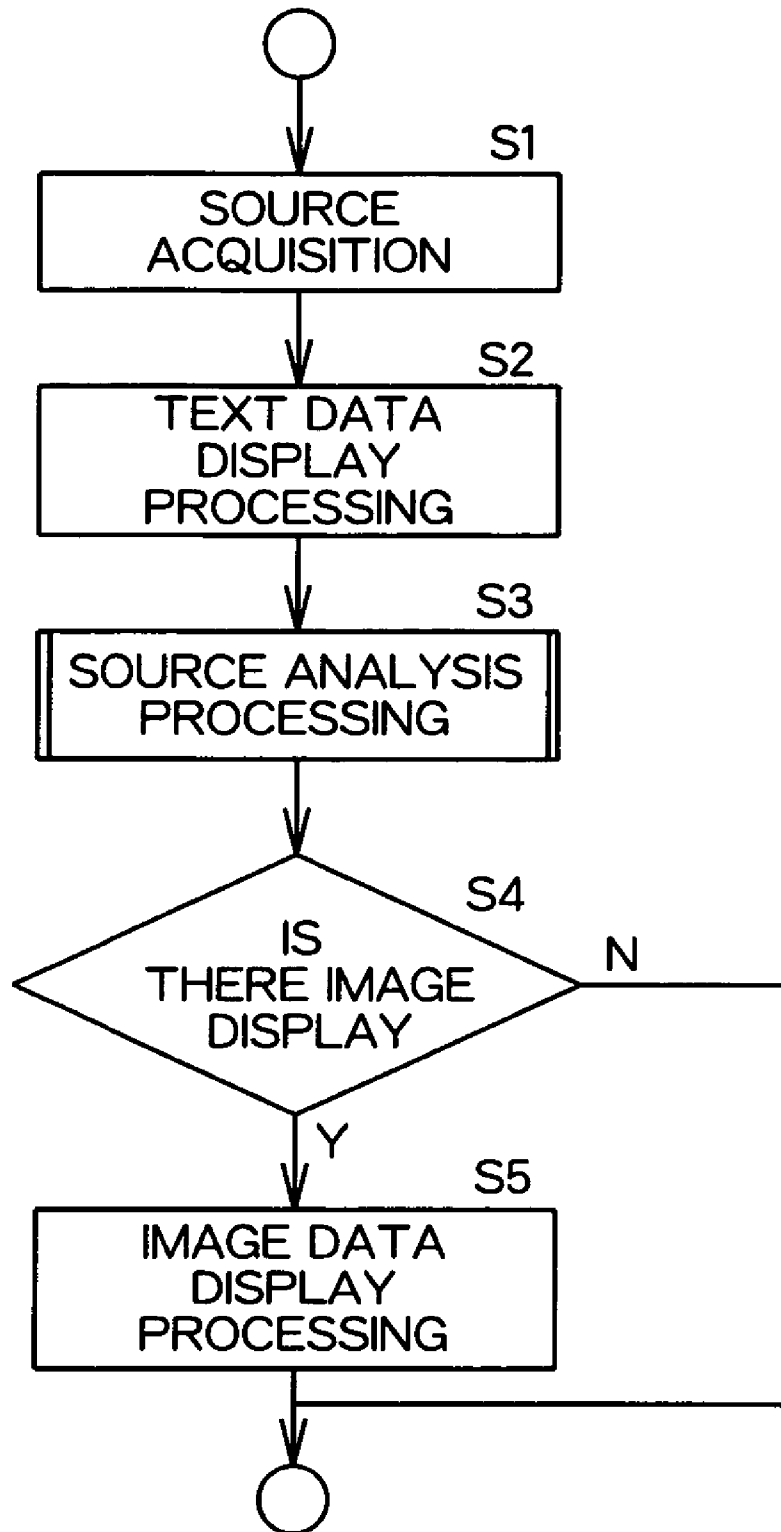 S1
SOURCE
ACQUISITION
S2
TEXT DATA
DISPLAY
PROCESSING
S3
SOURCE ANALYSIS
PROCESSING
S4
IS
THERE IMAGE
DISPLAY
N
Y
S5
IMAGE DATA
DISPLAY
PROCESSING